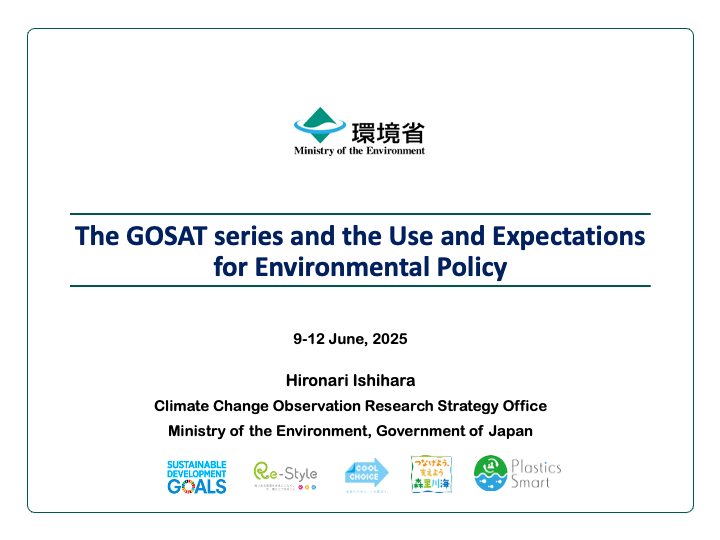 環境省
Ministry of the Environment
The GOSAT series and the Use and Expectations
for Environmental Policy
9-12 June, 2025
Hironari Ishihara
Climate Change Observation Research Strategy Office
Ministry of the Environment, Government of Japan
SUSTAINABLE
DEVELOPMENT
GOALS
Re-Style
COOL
CHOICE
つなげよう、
支えよう
森里川海
Plastics
Smart